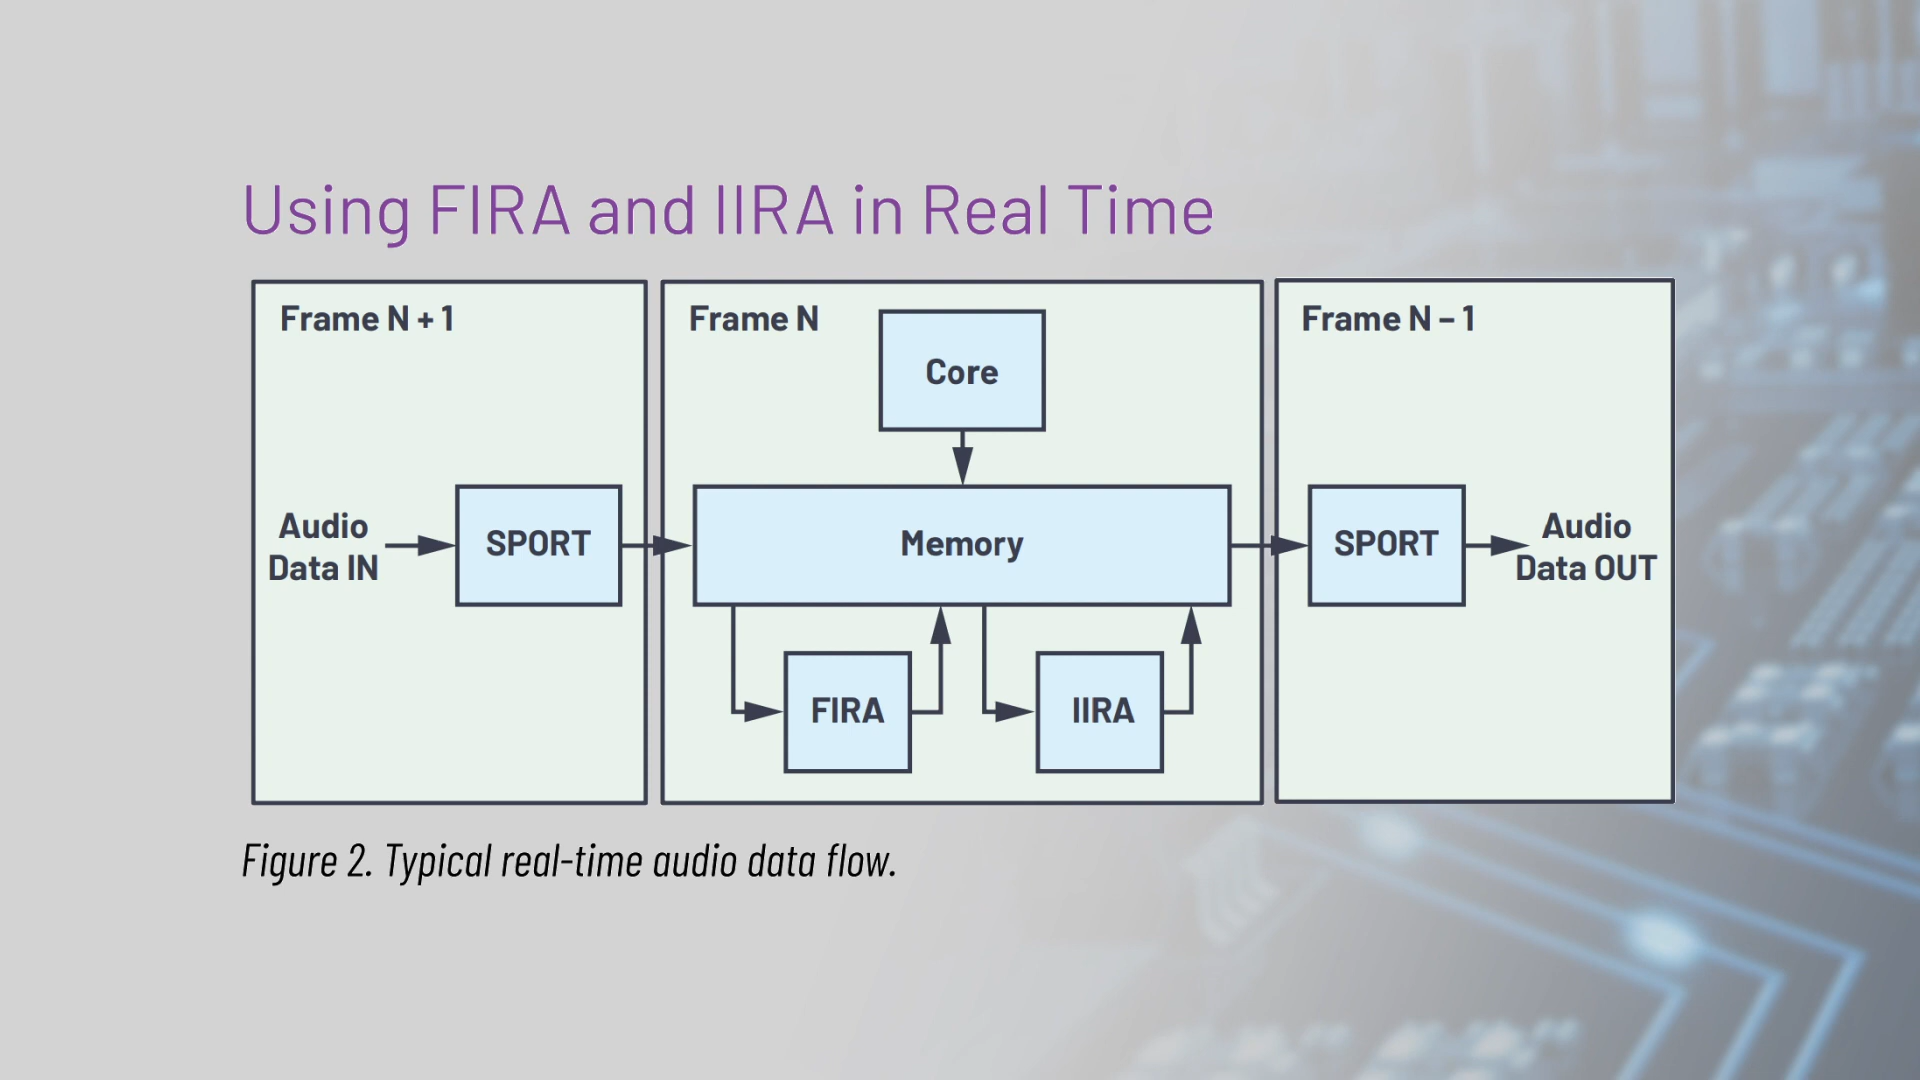 Using FIRA and IIRA in Real Time
Frame N + 1
Frame N
Frame N – 1
Core
Audio
Data IN
SPORT
Memory
SPORT
Audio
Data OUT
FIRA
IIRA
Figure 2. Typical real-time audio data flow.